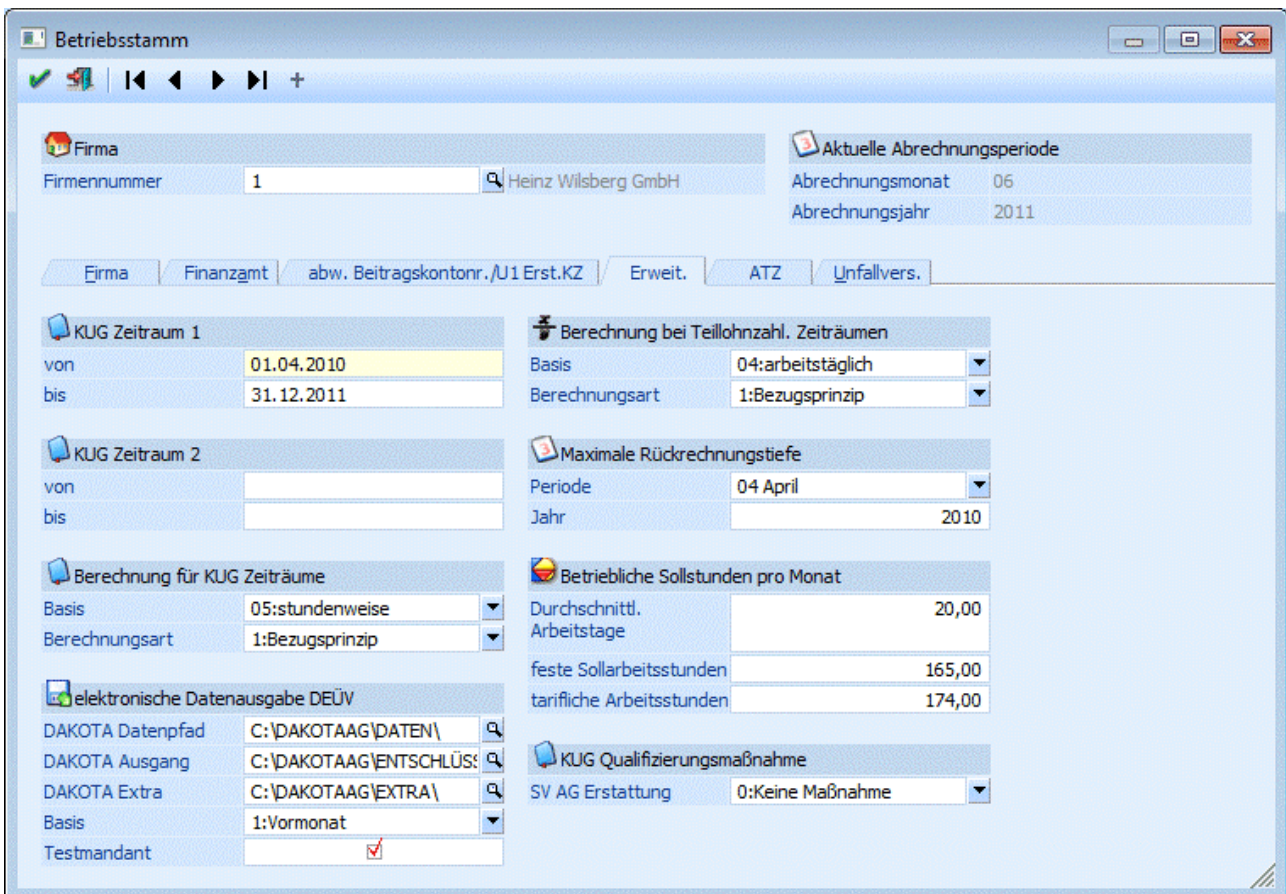 Betriebsstamm
Firma
Firmennummer 1 Heinz Wilsberg GmbH
Aktuelle Abrechnungsperiode
Abrechnungsmonat 06
Abrechnungsjahr 2011
Firma Finanzamt abw. Beitragskontonr./U1 Erst.KZ Erweit. ATZ Unfallvers.
KUG Zeitraum 1
von 01.04.2010
bis 31.12.2011
KUG Zeitraum 2
von
bis
Berechnung für KUG Zeiträume
Basis 05:stundenweise
Berechnungsart 1:Bezugsprinzip
elektronische Datenausgabe DEÜV
DAKOTA Datenpfad C:\DAKOTAAG\DATEN\
DAKOTA Ausgang C:\DAKOTAAG\ENTSCHLÜSS
DAKOTA Extra C:\DAKOTAAG\EXTRA\
Basis 1:Vormonat
Testmandant
Berechnung bei Teillohnzahl. Zeiträumen
Basis 04:arbeitstäglich
Berechnungsart 1:Bezugsprinzip
Maximale Rückrechnungstiefe
Periode 04 April
Jahr 2010
Betriebliche Sollstunden pro Monat
Durchschnittl. 20,00
Arbeitstage
feste Sollarbeitsstunden 165,00
tarifliche Arbeitsstunden 174,00
KUG Qualifizierungsmaßnahme
SV AG Erstattung 0:Keine Maßnahme